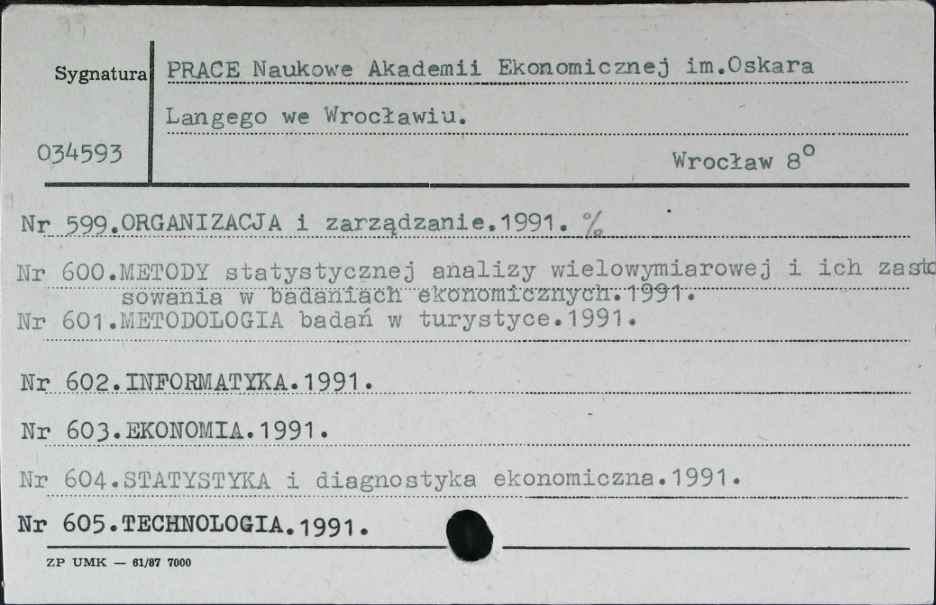 99
Sygnatura
PRACE Naukowe Akademii Ekonomicznej im.Oskara
Langego we Wrocławiu.
034593
Wrocław 8°
Nr 599.ORGANIZACJA i zarządzanie.1991. %
Nr 600.METODY statystycznej analizy wielowymiarowej i ich zasto
sowania w badaniach ekonomicznych.1991.
Nr 601.METODOLOGIA badań w turystyce.1991.
Nr 602.INFORMATYKA.1991.
Nr 603.EKONOMIA.1991.
Nr 604.STATYSTYKA i diagnostyka ekonomiczna.1991.
Nr 605.TECHNOLOGIA.1991.
ZP UMK — 61/87 7000